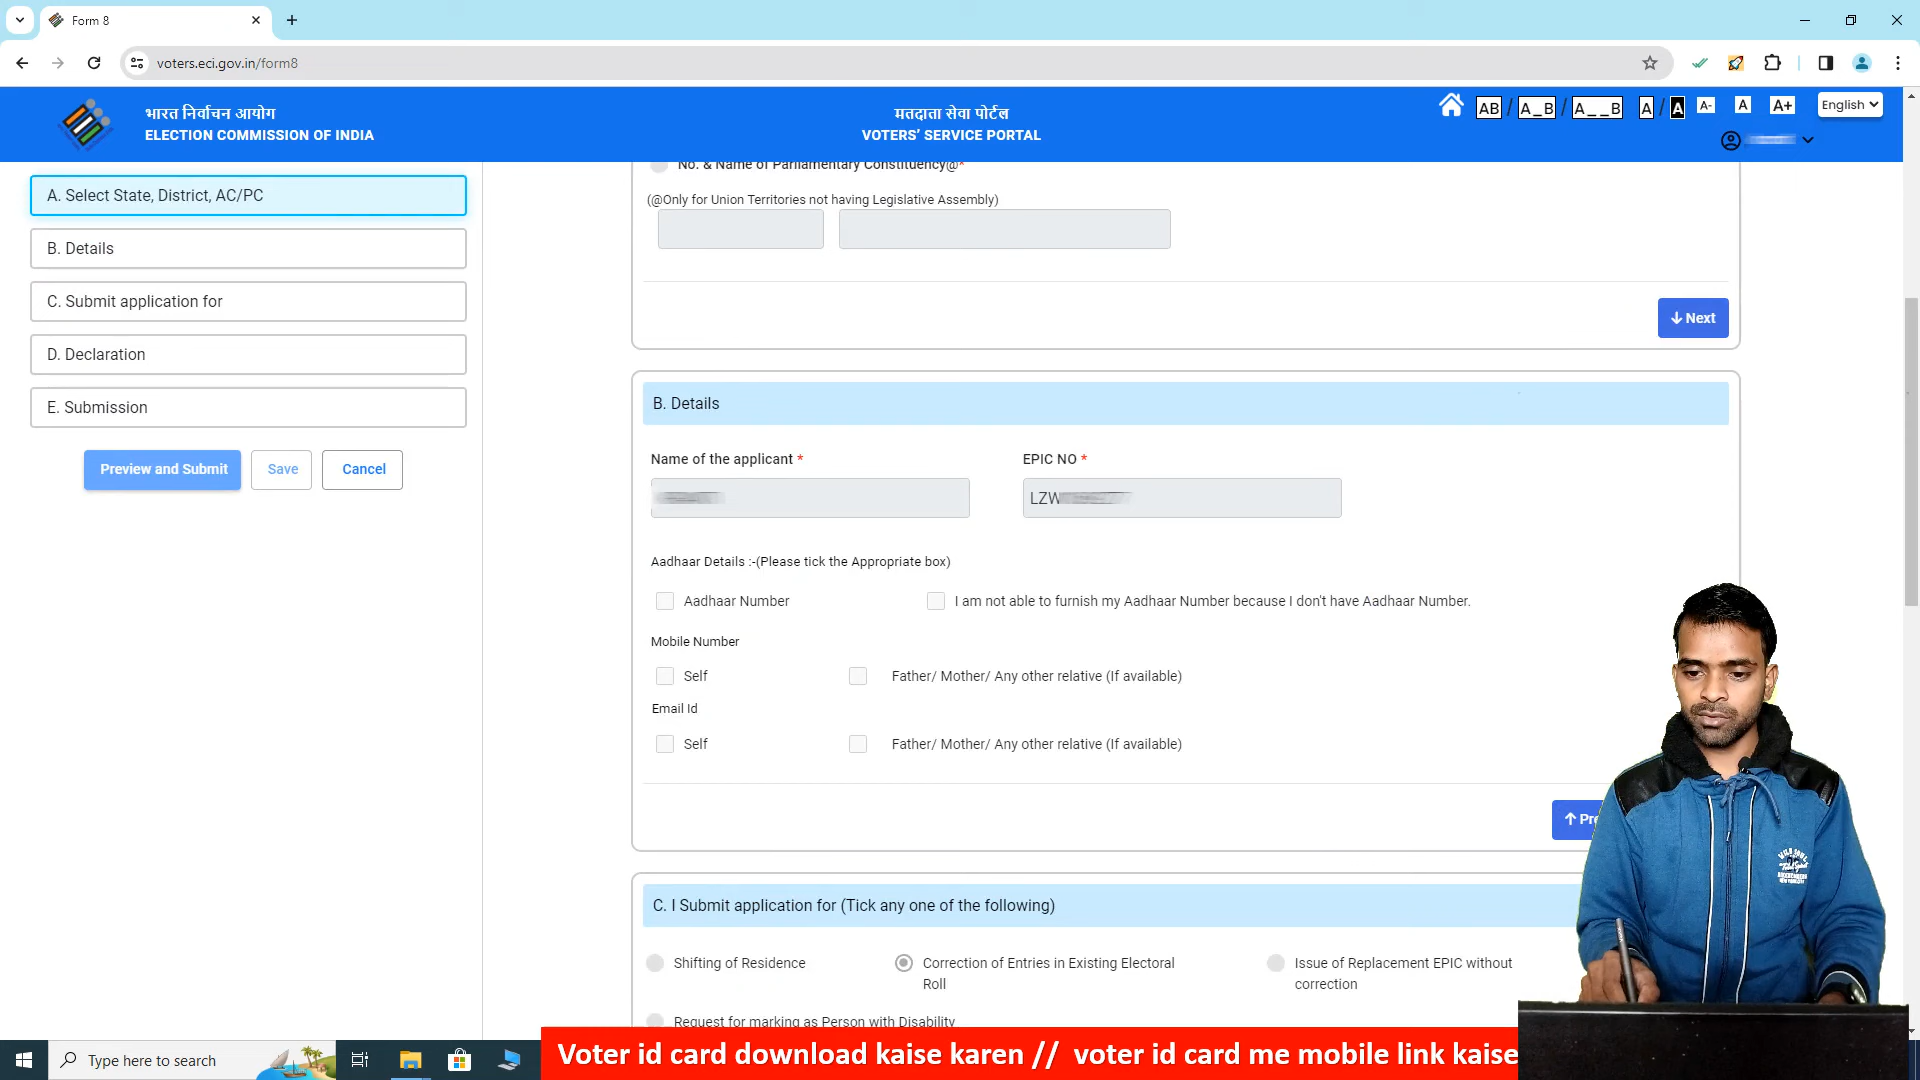 Form 8
voters.eci.gov.in/form8
भारत निर्वाचन आयोग
ELECTION COMMISSION OF INDIA
मतदाता सेवा पोर्टल
VOTERS' SERVICE PORTAL
AB / A_B / A__B A / A A- A A+ English
A. Select State, District, AC/PC
B. Details
C. Submit application for
D. Declaration
E. Submission
Preview and Submit Save Cancel
No. & Name of Parliamentary Constituency@*
(@Only for Union Territories not having Legislative Assembly)
Next
B. Details
Name of the applicant * EPIC NO *
LZW
Aadhaar Details :-(Please tick the Appropriate box)
Aadhaar Number I am not able to furnish my Aadhaar Number because I don't have Aadhaar Number.
Mobile Number
Self Father/ Mother/ Any other relative (If available)
Email Id
Self Father/ Mother/ Any other relative (If available)
C. I Submit application for (Tick any one of the following)
Shifting of Residence Correction of Entries in Existing Electoral Roll Issue of Replacement EPIC without correction
Request for marking as Person with Disability
Type here to search
Voter id card download kaise karen // voter id card me mobile link kaise